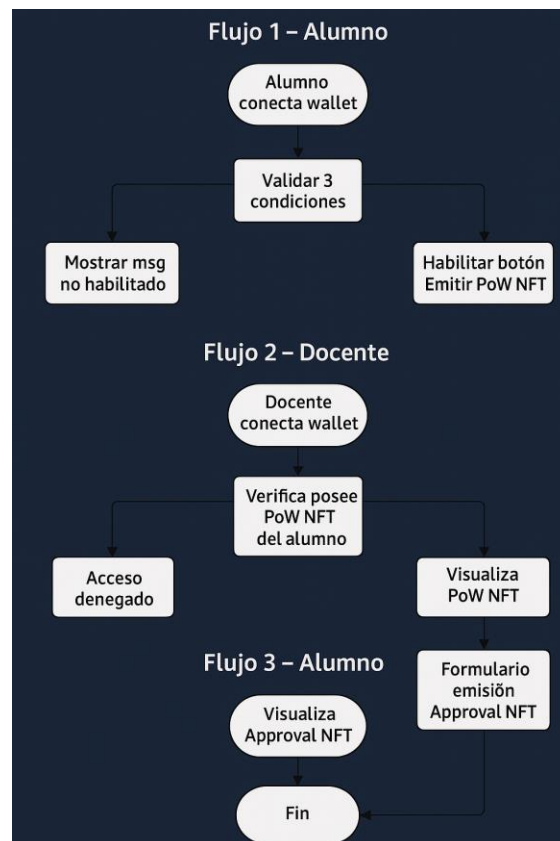 Flujo 1 – Alumno
Alumno
conecta wallet
Validar 3
condiciones
Mostrar msg
no habilitado
Habilitar botón
Emitir PoW NFT
Flujo 2 – Docente
Docente
conecta wallet
Verifica posee
PoW NFT
del alumno
Acceso
denegado
Visualiza
PoW NFT
Flujo 3 – Alumno
Formulario
emisiõn
Approval NFT
Visualiza
Approval NFT
Fin